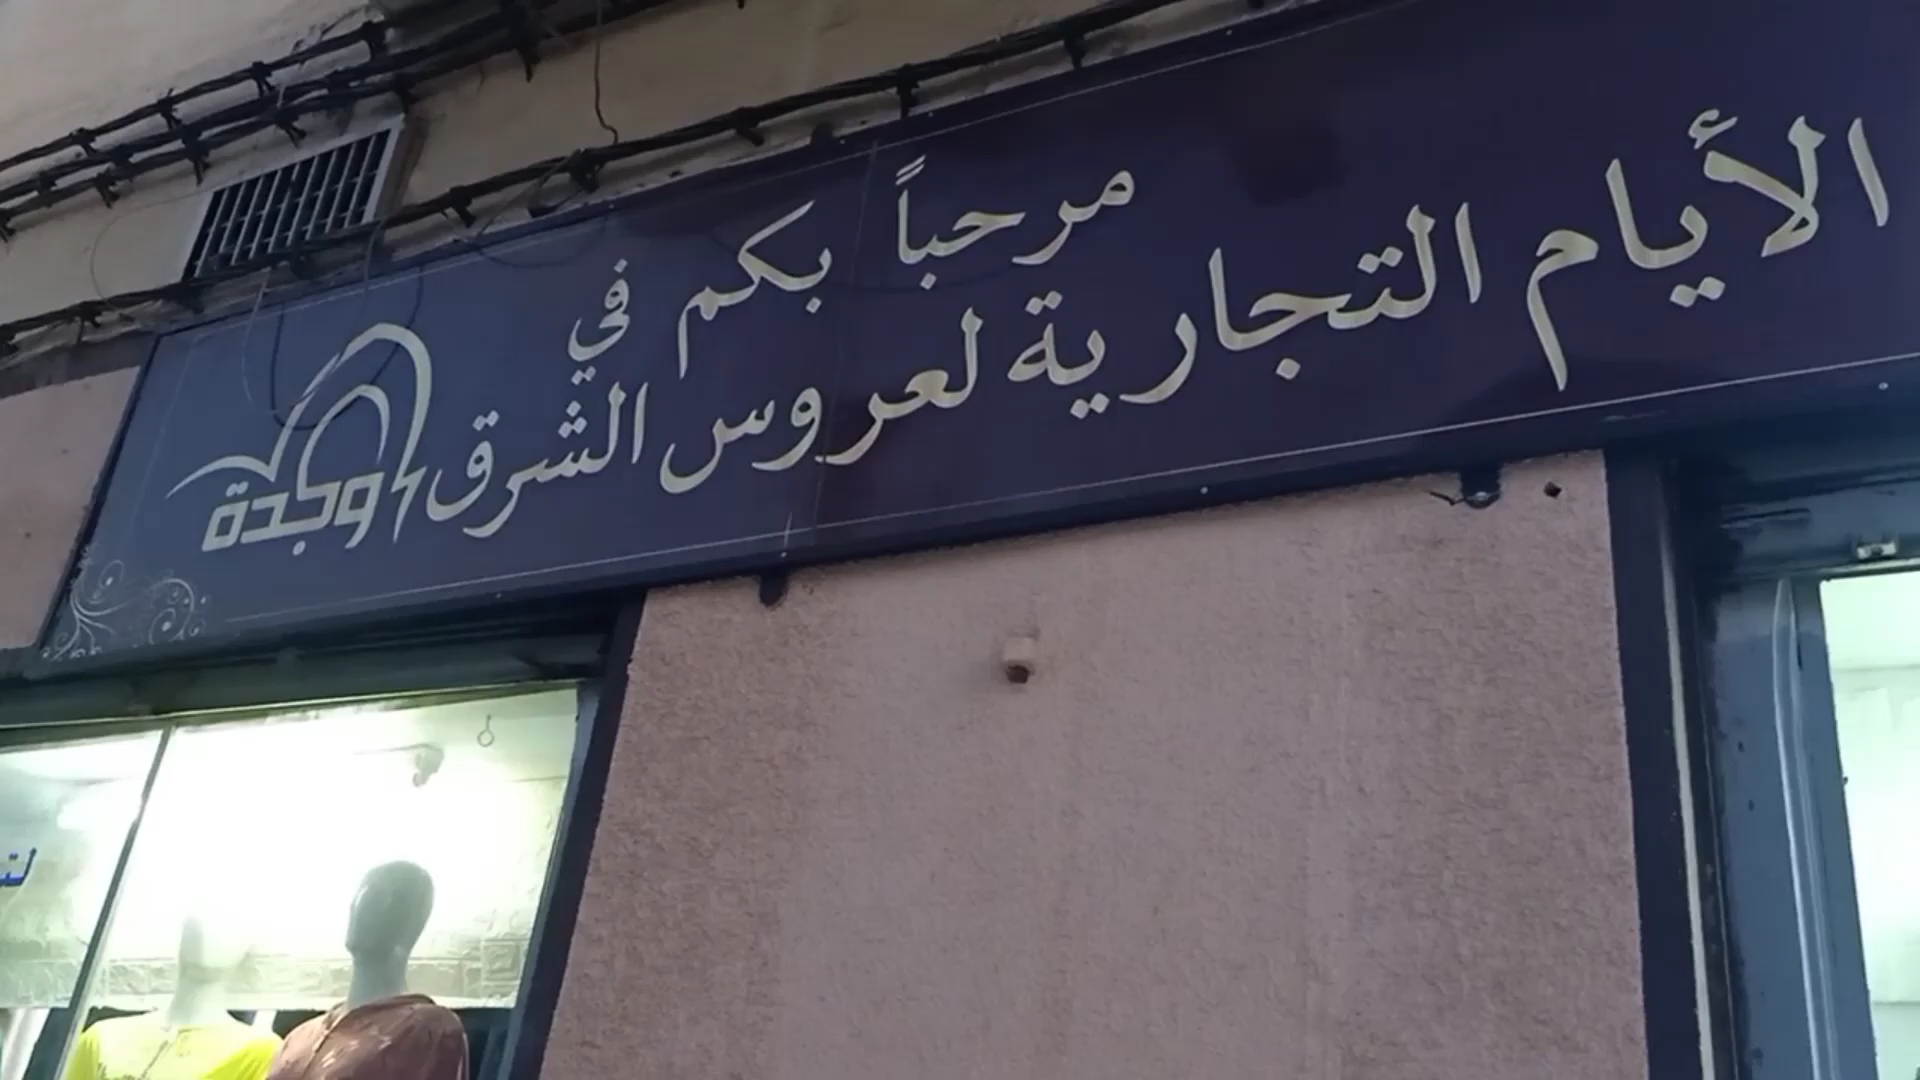 مرحباً بكم في
الأيام التجارية لعروس الشرق
وجدة